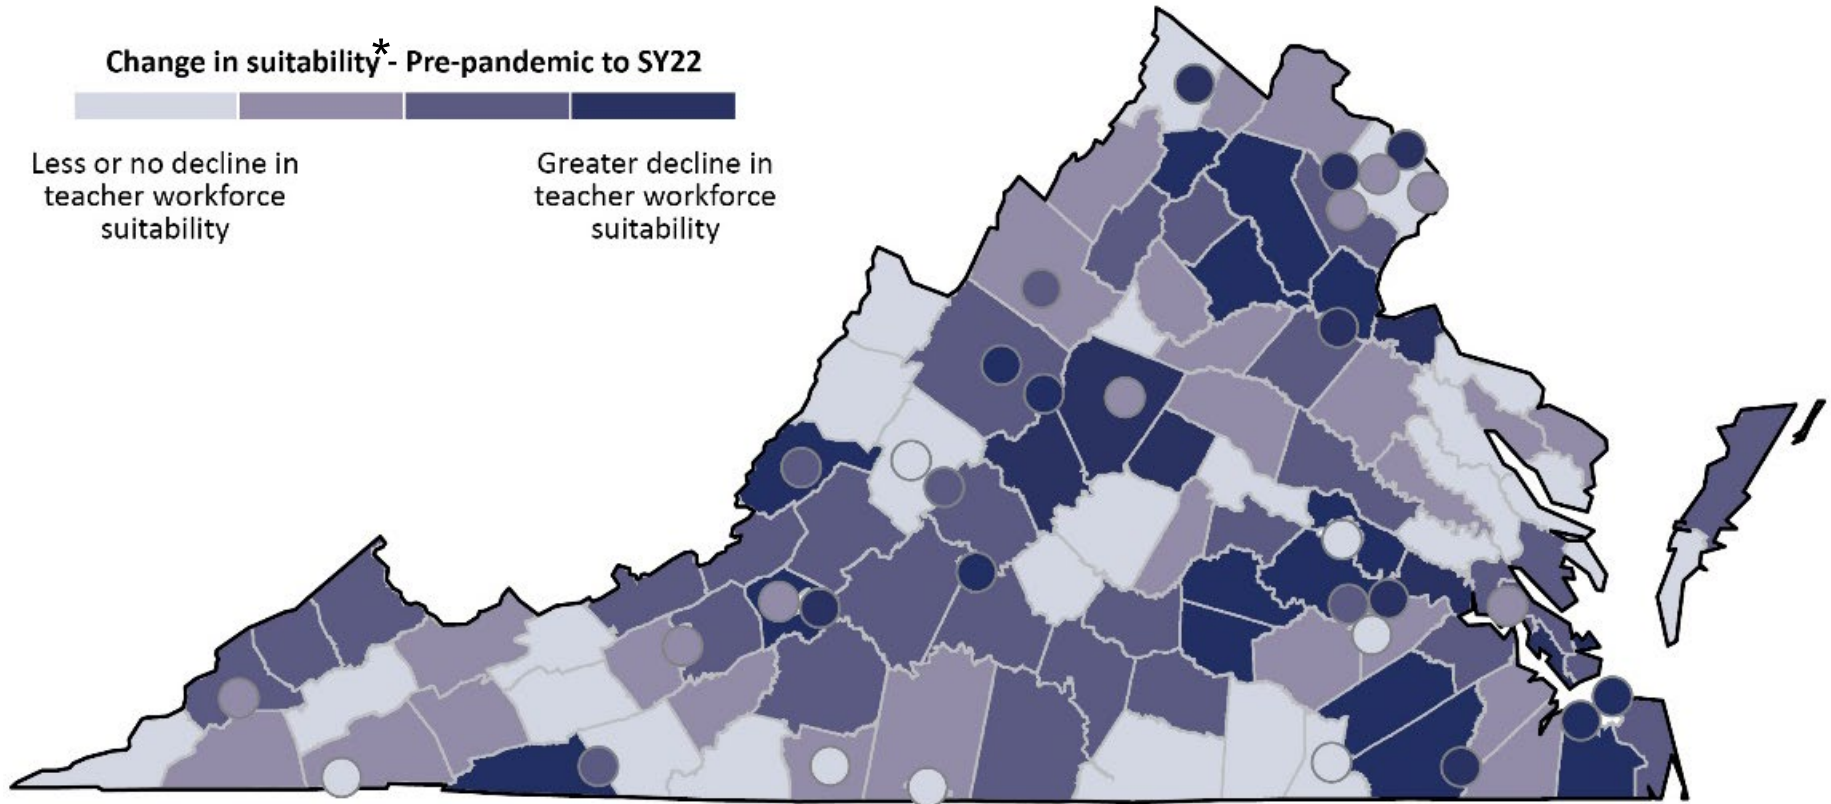 Change in suitability* - Pre-pandemic to SY22
Less or no decline in
teacher workforce
suitability
Greater decline in
teacher workforce
suitability